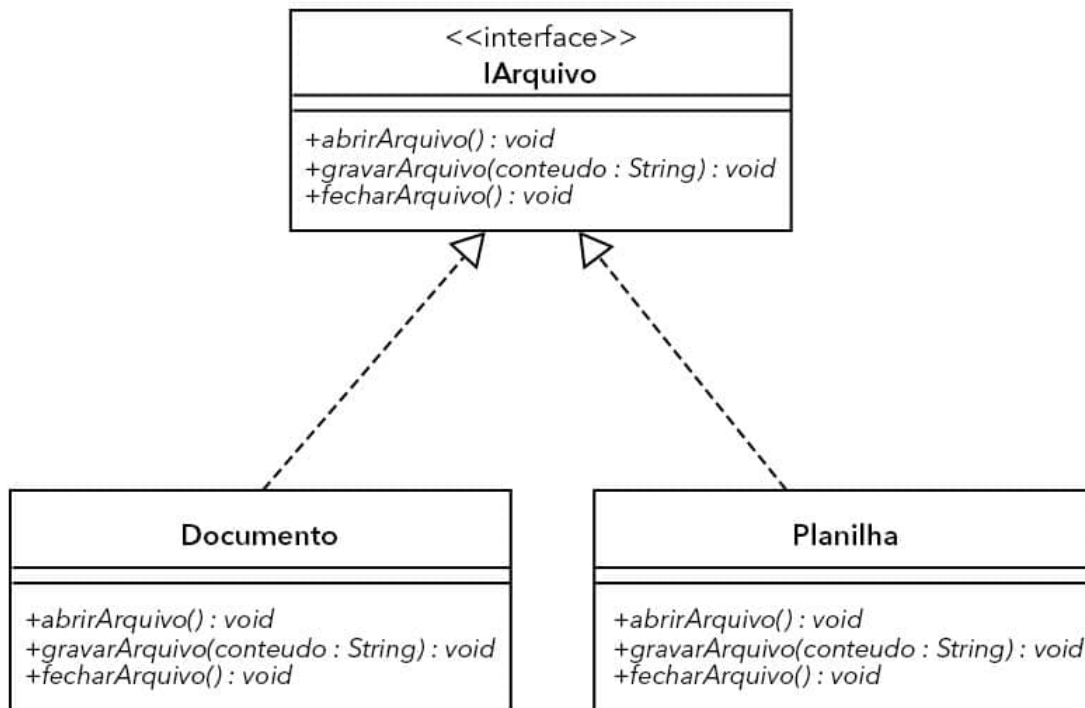 <<interface>>
IArquivo
+abrirArquivo() : void
+gravarArquivo(conteudo : String) : void
+fecharArquivo() : void
Documento
+abrirArquivo() : void
+gravarArquivo(conteudo : String) : void
+fecharArquivo() : void
Planilha
+abrirArquivo() : void
+gravarArquivo(conteudo : String) : void
+fecharArquivo() : void